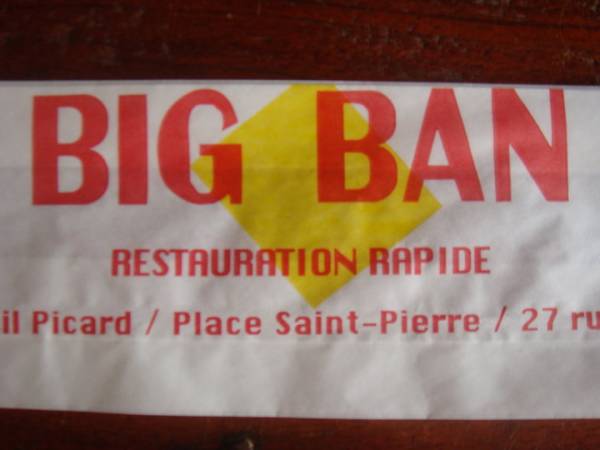 BIG BAN
RESTAURATION RAPIDE
il Picard / Place Saint-Pierre / 27 ru